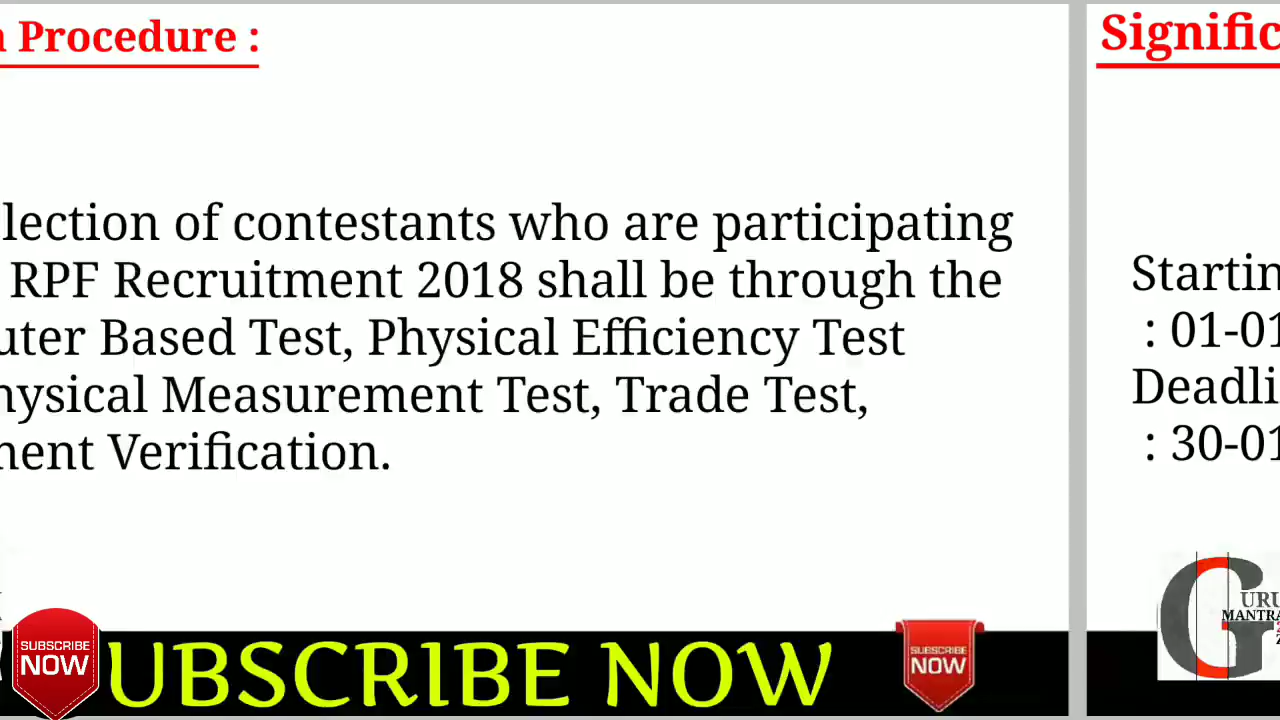 Procedure :
lection of contestants who are participating
RPF Recruitment 2018 shall be through the
uter Based Test, Physical Efficiency Test
hysical Measurement Test, Trade Test,
ment Verification.
SUBSCRIBE
NOW
UBSCRIBE NOW
SUBSCRIBE
NOW
Signific
Startin
: 01-01
Deadli
: 30-01
G
URU
MANTRA